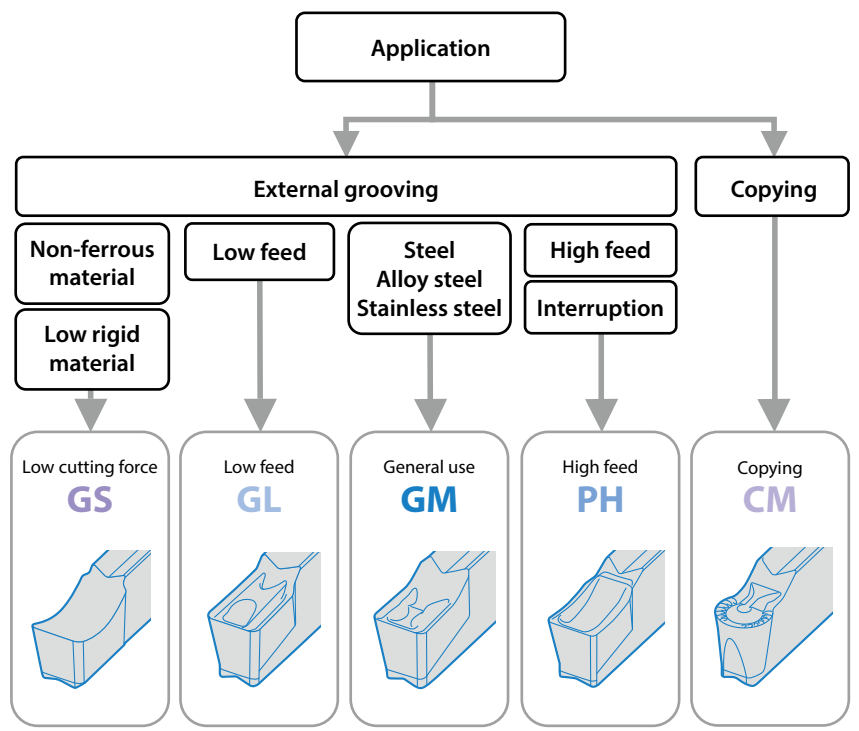 Application
External grooving
Copying
Non-ferrous
material
Low rigid
material
Low feed
Steel
Alloy steel
Stainless steel
High feed
Interruption
Low cutting force
GS
Low feed
GL
General use
GM
High feed
PH
Copying
CM